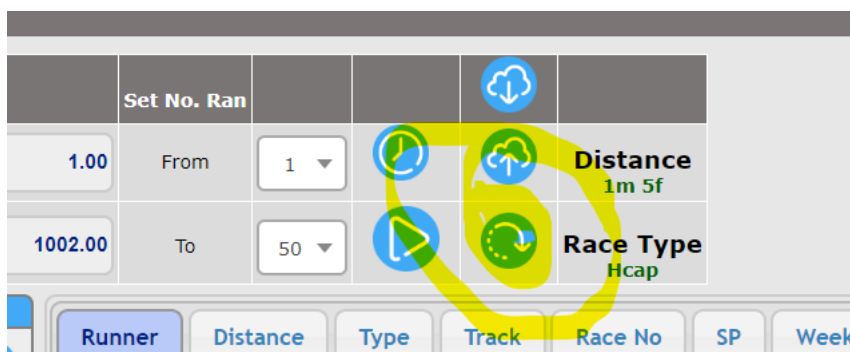 Set No. Ran
1.00 From 1 Distance
1m 5f
1002.00 To 50 Race Type
Hcap
Runner Distance Type Track Race No SP Week